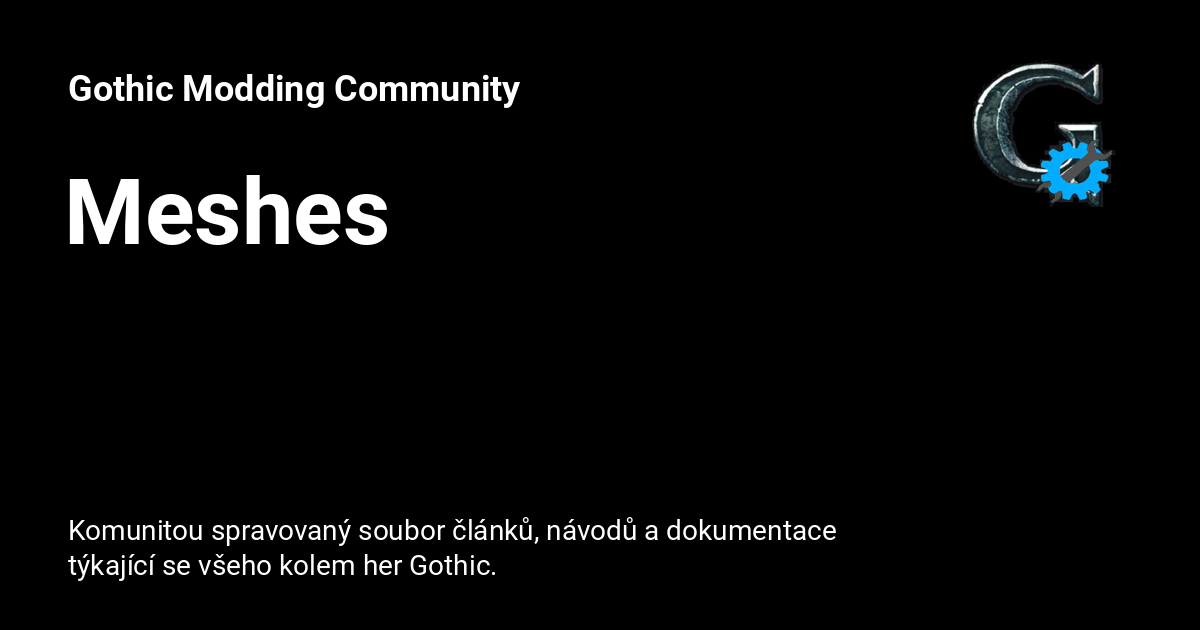 Gothic Modding Community
Meshes
Komunitou spravovaný soubor článků, návodů a dokumentace
týkající se všeho kolem her Gothic.